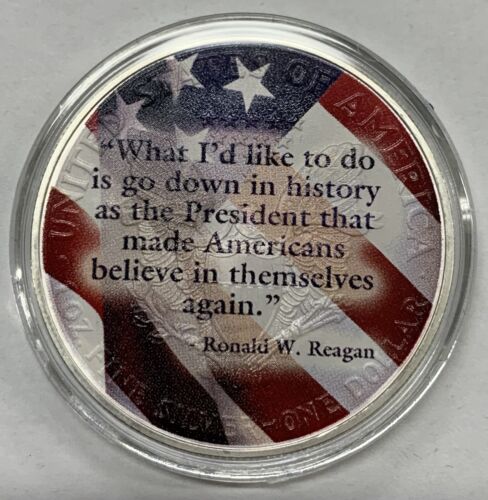 “What I'd like to do
is go down in history
as the President that
made Americans
believe in themselves
again.”
- Ronald W. Reagan
UNITED STATES OF AMERICA
1 OZ. FINE SILVER~ONE DOLLAR